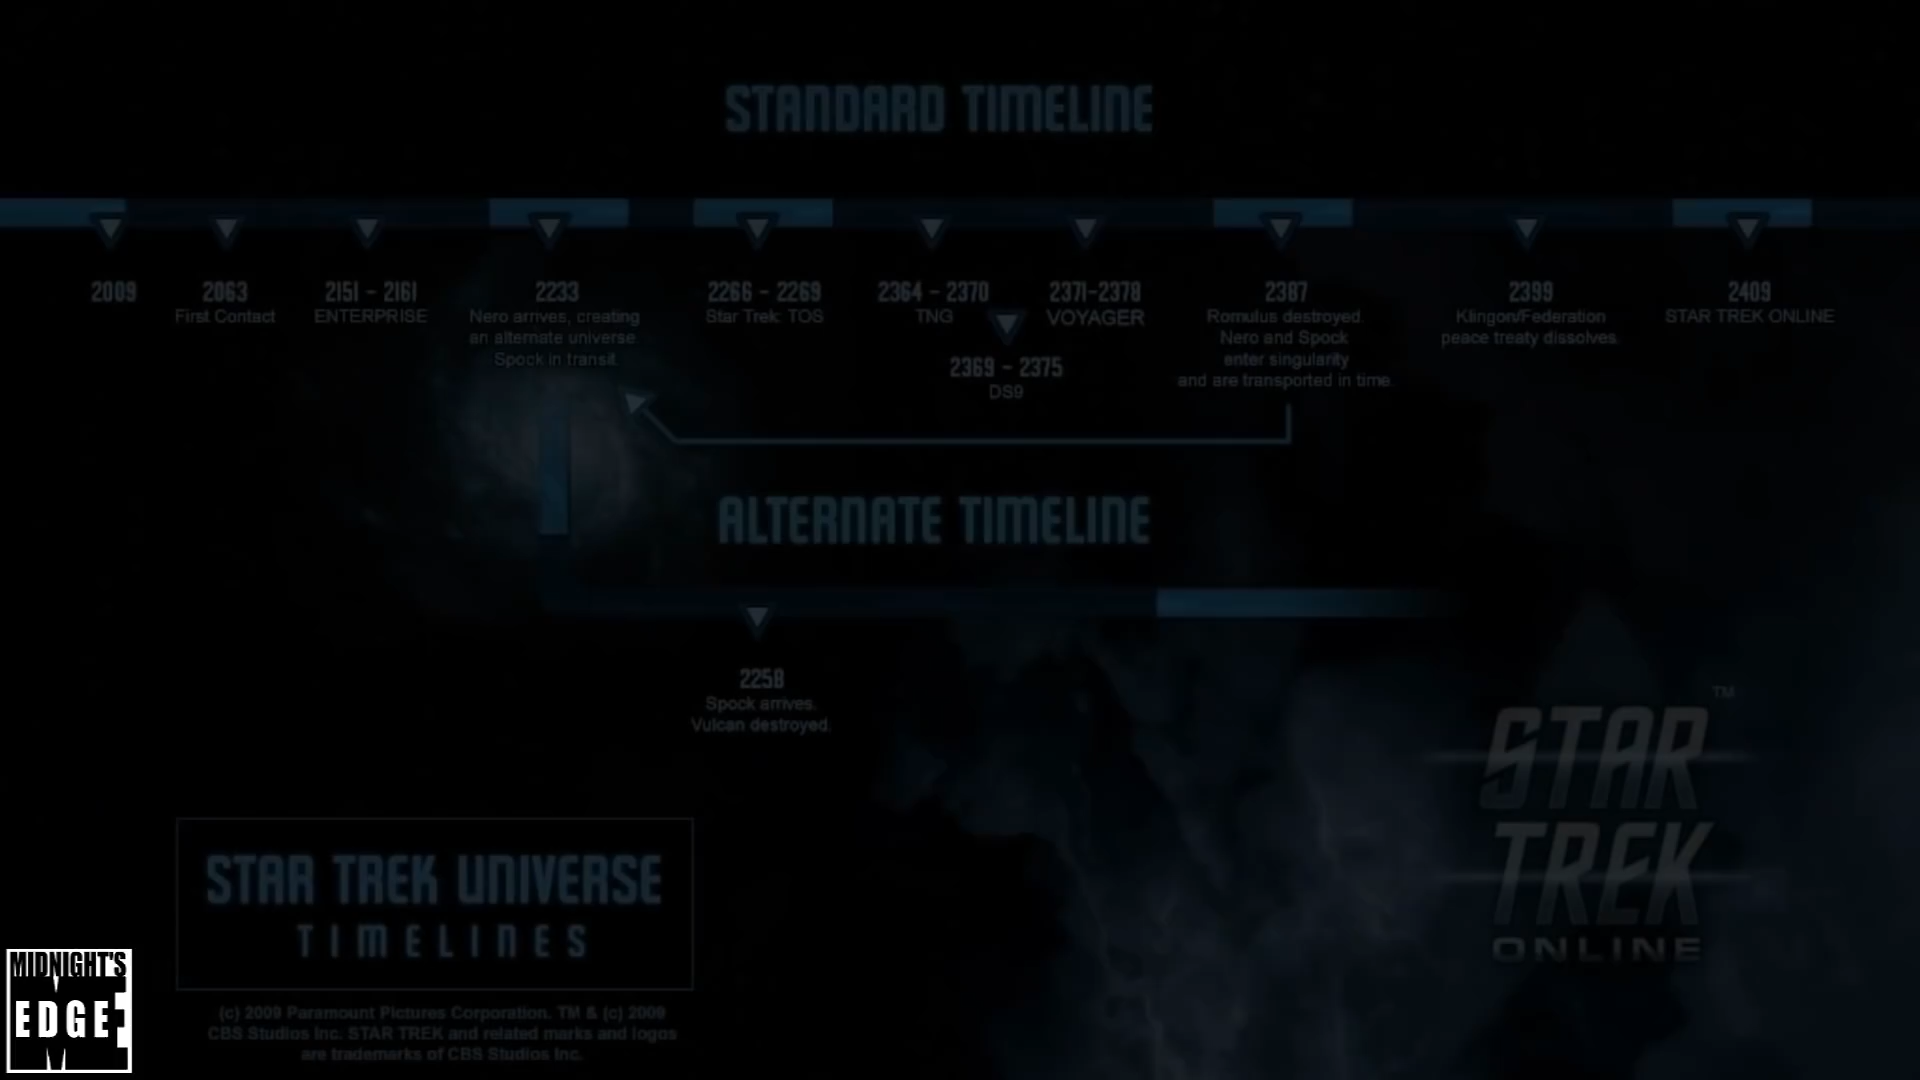 STANDARD TIMELINE
2009
2063
First Contact
2151 - 2161
ENTERPRISE
2233
Nero arrives, creating
an alternate universe
Spock in transit.
2266 - 2269
Star Trek: TOS
2364 - 2370
TNG
2369 - 2375
DS9
2371-2378
VOYAGER
2387
Romulus destroyed.
Nero and Spock
enter singularity
and are transported in time.
2399
Klingon/Federation
peace treaty dissolves.
2409
STAR TREK ONLINE
ALTERNATE TIMELINE
2258
Spock arrives.
Vulcan destroyed.
STAR TREK UNIVERSE
TIMELINES
(c) 2009 Paramount Pictures Corporation. TM & (c) 2009
CBS Studios Inc. STAR TREK and related marks and logos
are trademarks of CBS Studios Inc.
STAR
TREK
ONLINE
TM
MIDNIGHT'S
EDGE